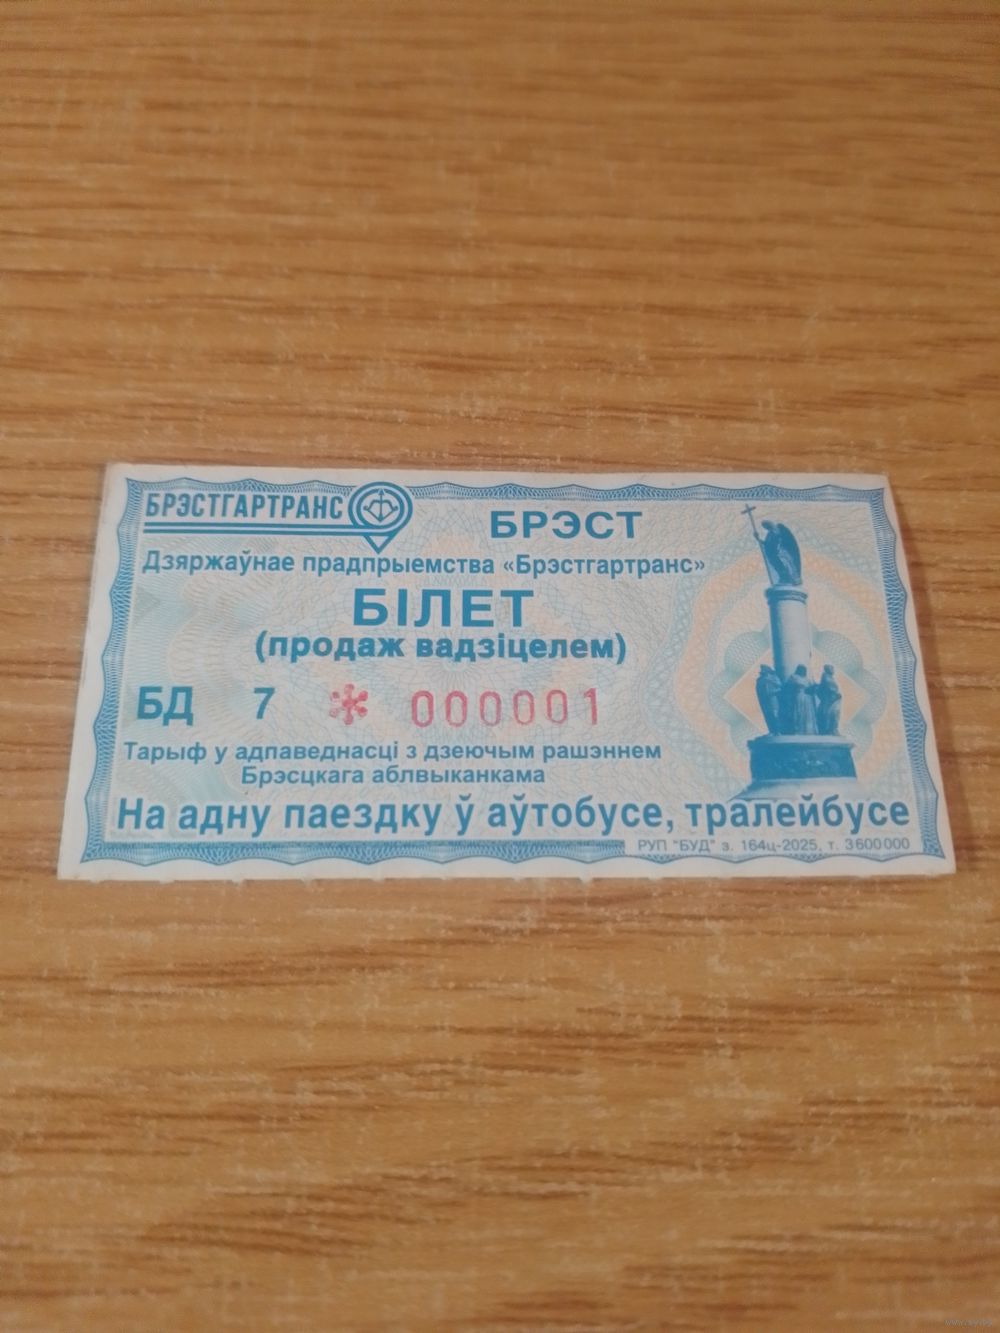 БРЭСТГАРТРАНС
БРЭСТ
Дзяржаўнае прадпрыемства «Брэстгартранс»
БІЛЕТ
(продаж вадзіцелем)
БД 7 * 000001
Тарыф у адпаведнасці з дзеючым рашэннем
Брэсцкага аблвыканкама
На адну паездку ў аўтобусе, тралейбусе
РУП "БУД" з. 164ц-2025, т. 3600000